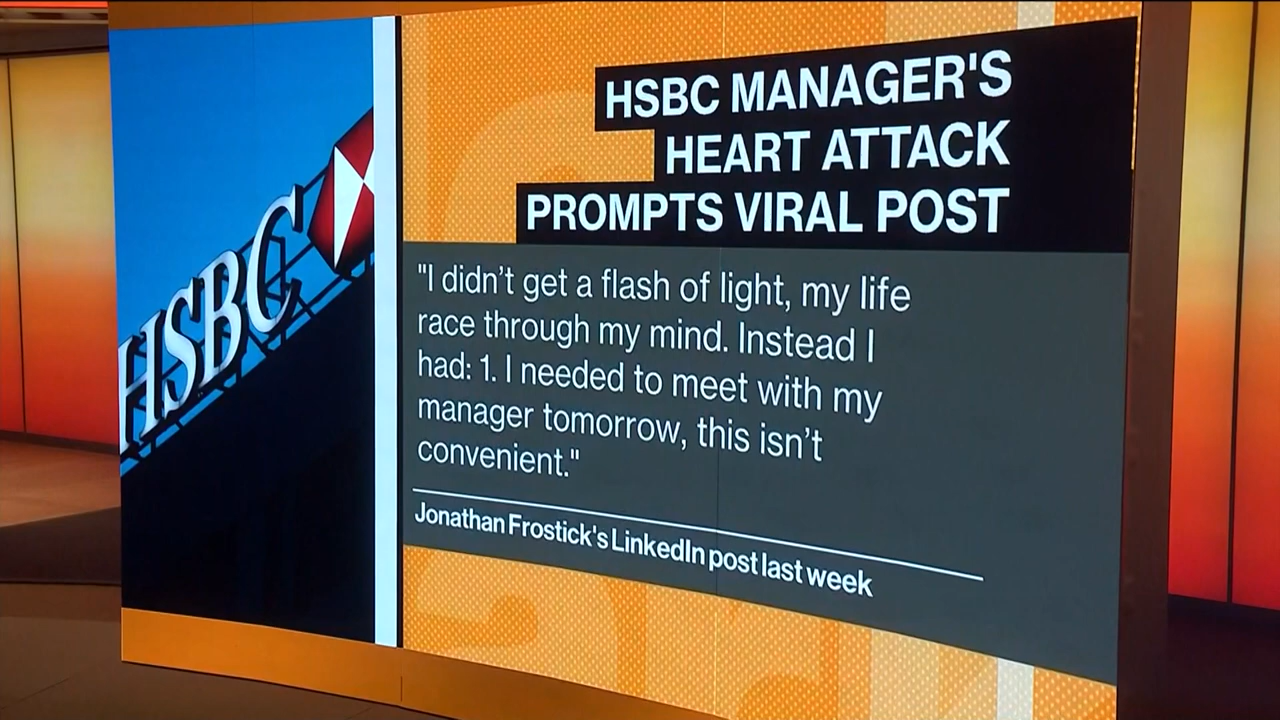 HSBC
HSBC MANAGER'S
HEART ATTACK
PROMPTS VIRAL POST
"I didn't get a flash of light, my life
race through my mind. Instead I
had: 1. I needed to meet with my
manager tomorrow, this isn't
convenient."
Jonathan Frostick's LinkedIn post last week